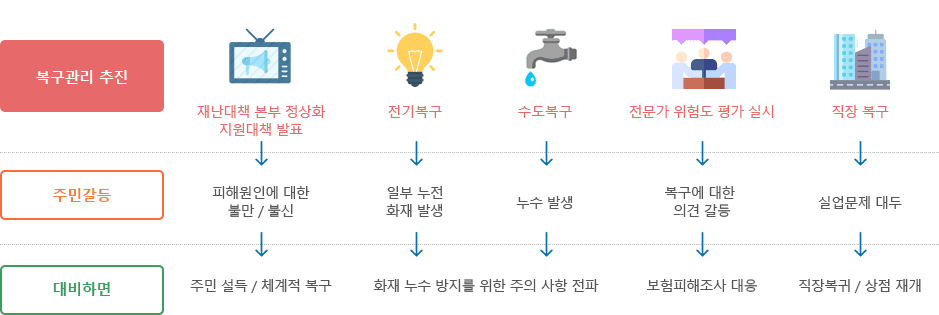 복구관리 추진
재난대책 본부 정상화
지원대책 발표
전기복구
수도복구
전문가 위험도 평가 실시
직장 복구
주민갈등
피해원인에 대한
불만 / 불신
일부 누전
화재 발생
누수 발생
복구에 대한
의견 갈등
실업문제 대두
대비하면
주민 설득 / 체계적 복구
화재 누수 방지를 위한 주의 사항 전파
보험피해조사 대응
직장복귀 / 상점 재개